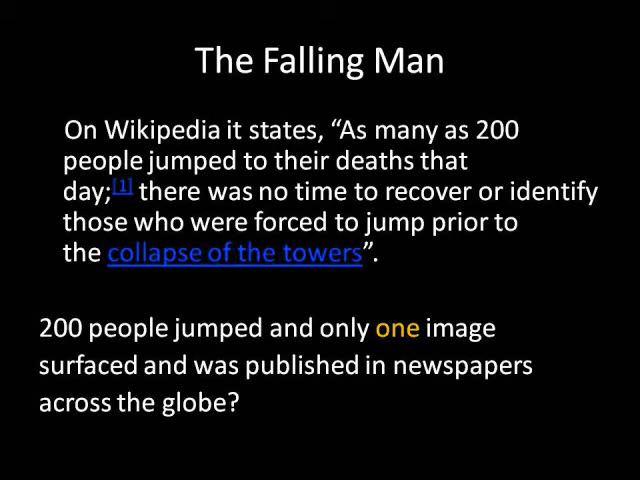 The Falling Man
On Wikipedia it states, “As many as 200
people jumped to their deaths that
day;[1] there was no time to recover or identify
those who were forced to jump prior to
the collapse of the towers”.
200 people jumped and only one image
surfaced and was published in newspapers
across the globe?